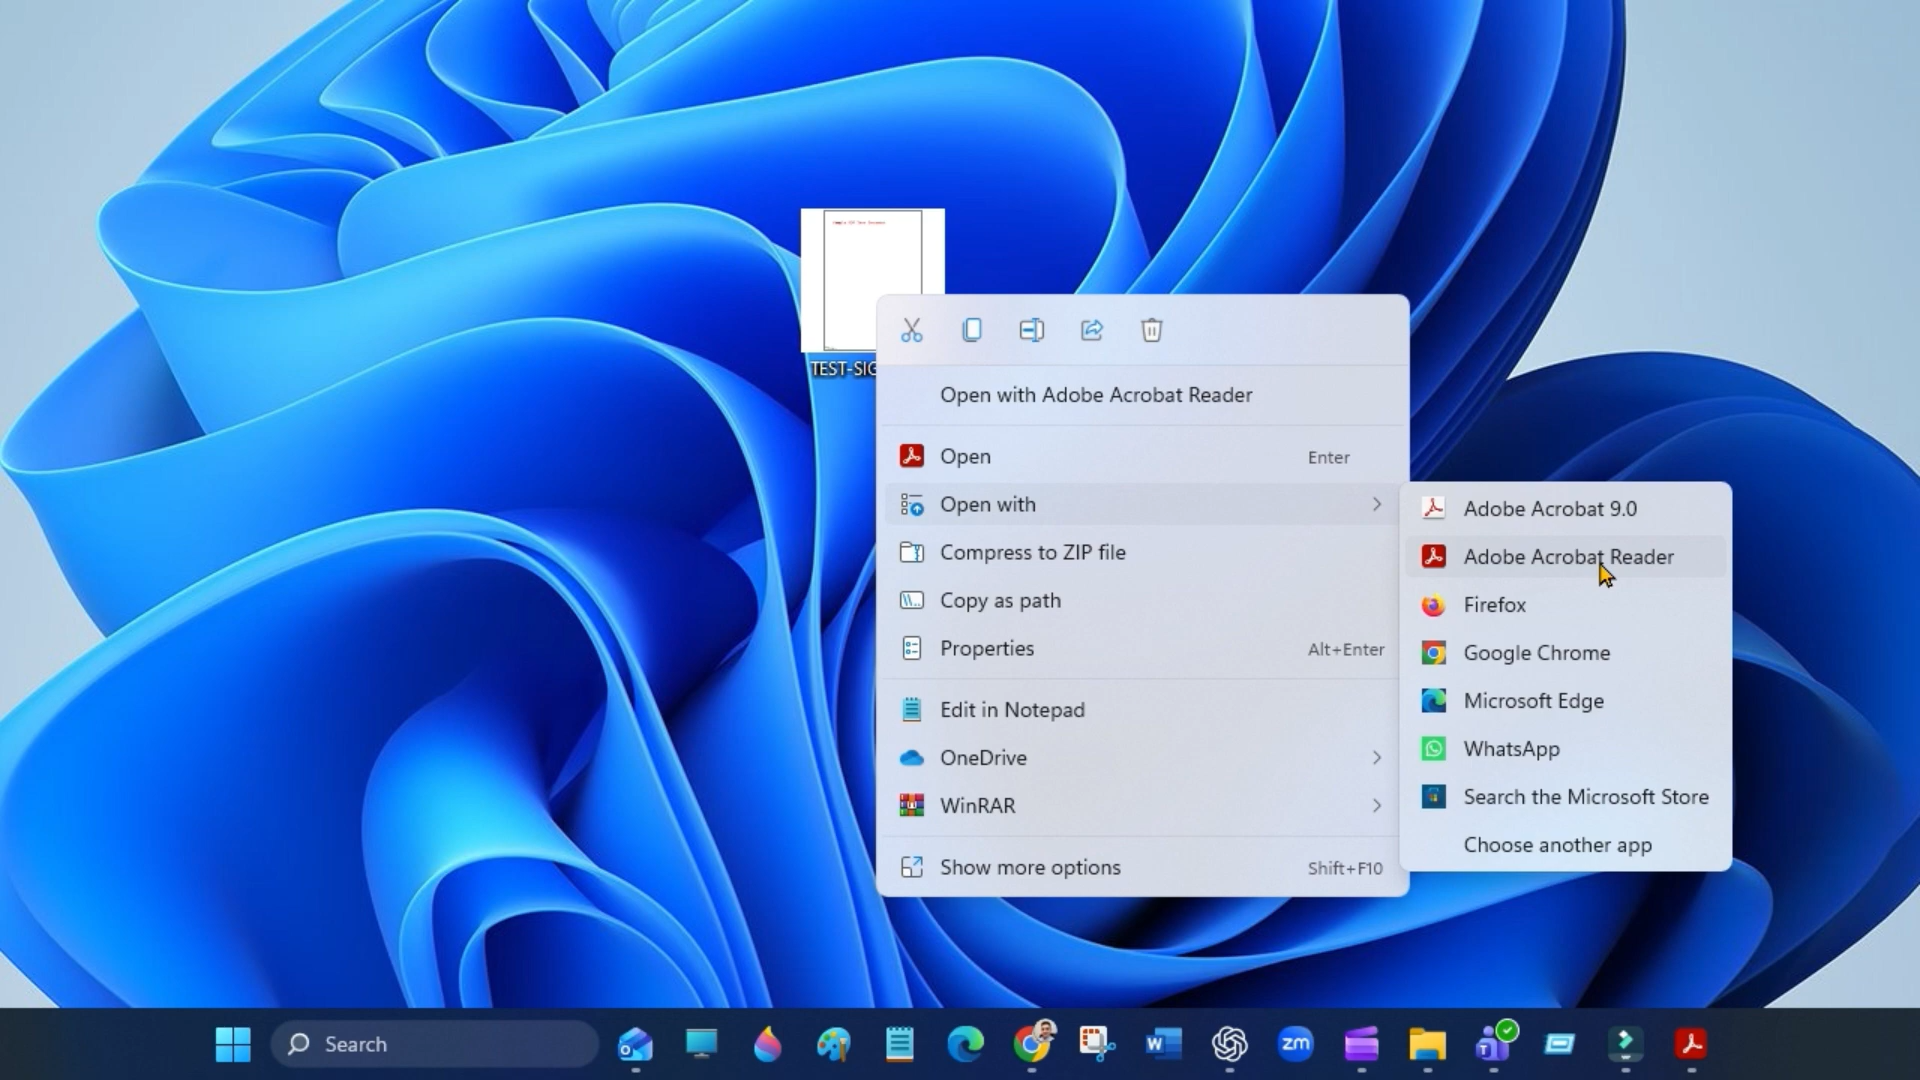 TEST-SIG
Open with Adobe Acrobat Reader
Open Enter
Open with
Compress to ZIP file
Copy as path
Properties Alt+Enter
Edit in Notepad
OneDrive
WinRAR
Show more options Shift+F10
Adobe Acrobat 9.0
Adobe Acrobat Reader
Firefox
Google Chrome
Microsoft Edge
WhatsApp
Search the Microsoft Store
Choose another app
Search
W
zm